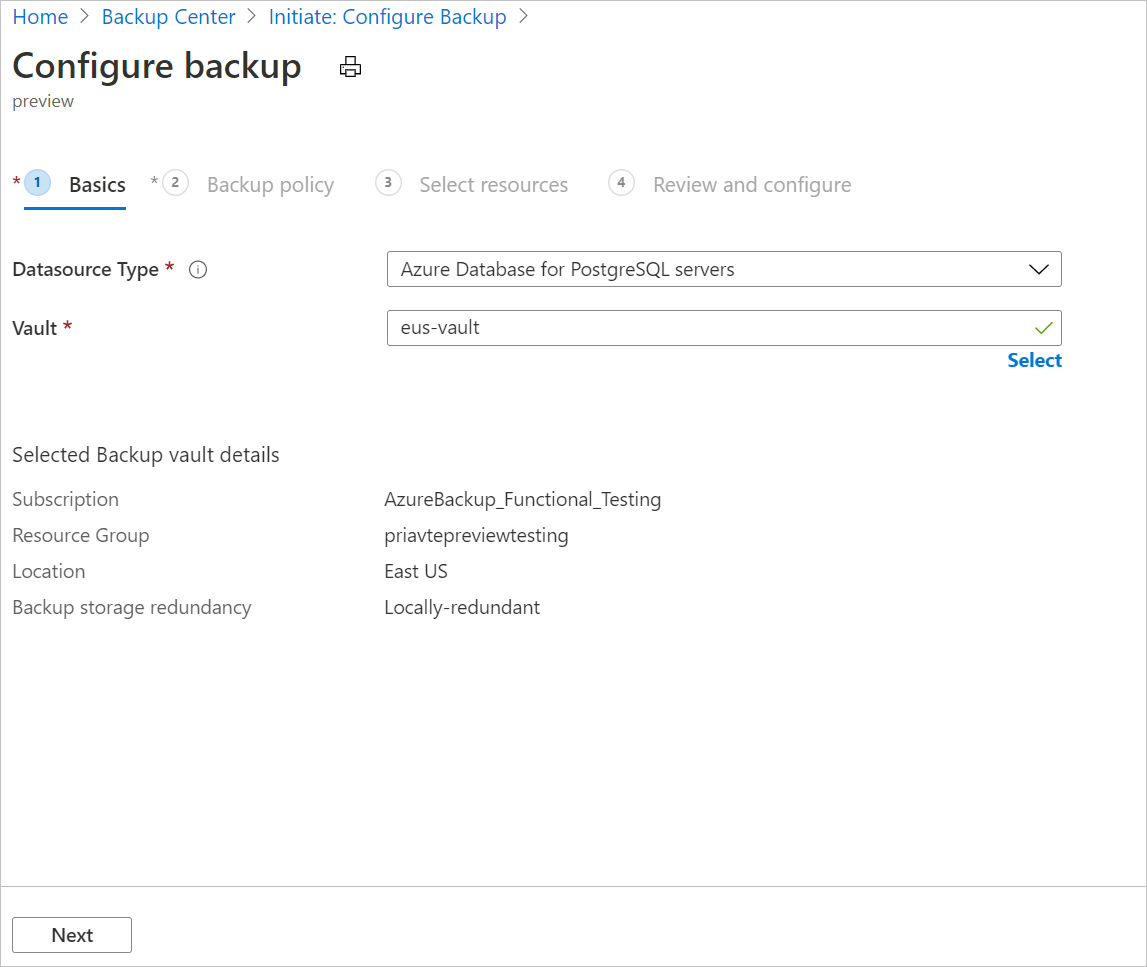 Home > Backup Center > Initiate: Configure Backup >
Configure backup
preview
* 1 Basics * 2 Backup policy 3 Select resources 4 Review and configure
Datasource Type * Azure Database for PostgreSQL servers
Vault * eus-vault
Select
Selected Backup vault details
Subscription AzureBackup_Functional_Testing
Resource Group priavtepreviewtesting
Location East US
Backup storage redundancy Locally-redundant
Next